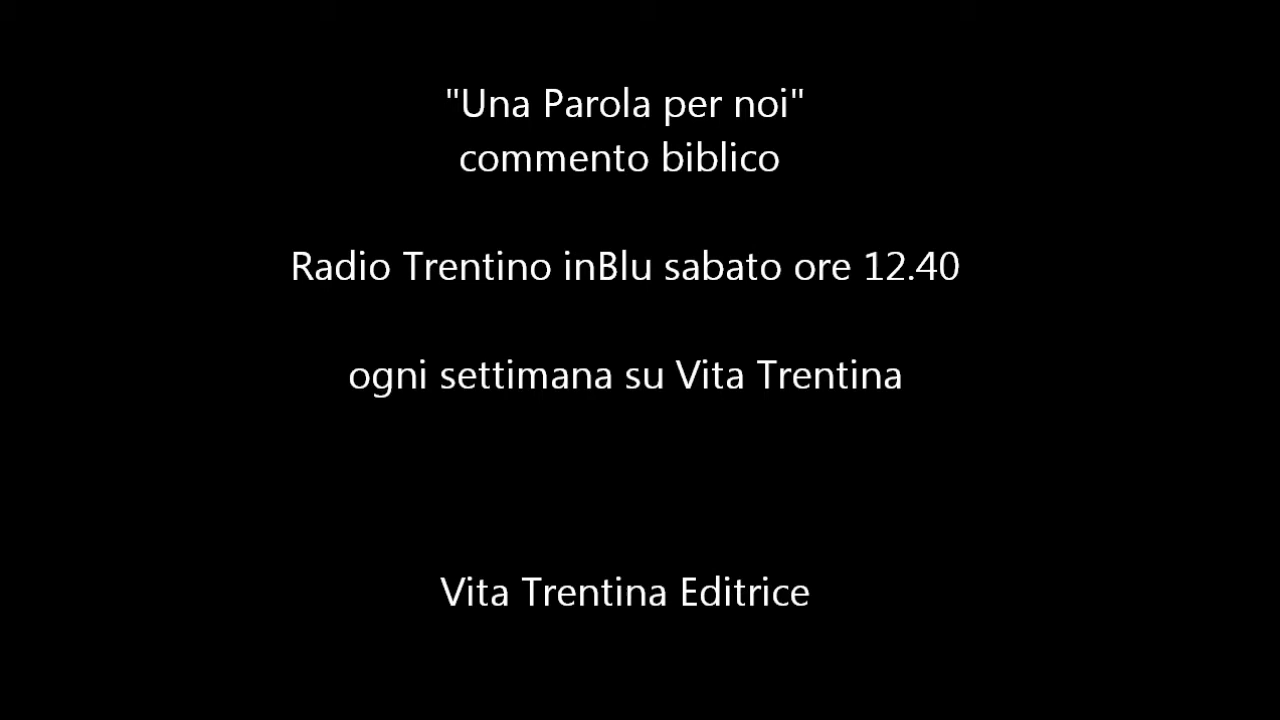 "Una Parola per noi"
commento biblico
Radio Trentino inBlu sabato ore 12.40
ogni settimana su Vita Trentina
Vita Trentina Editrice